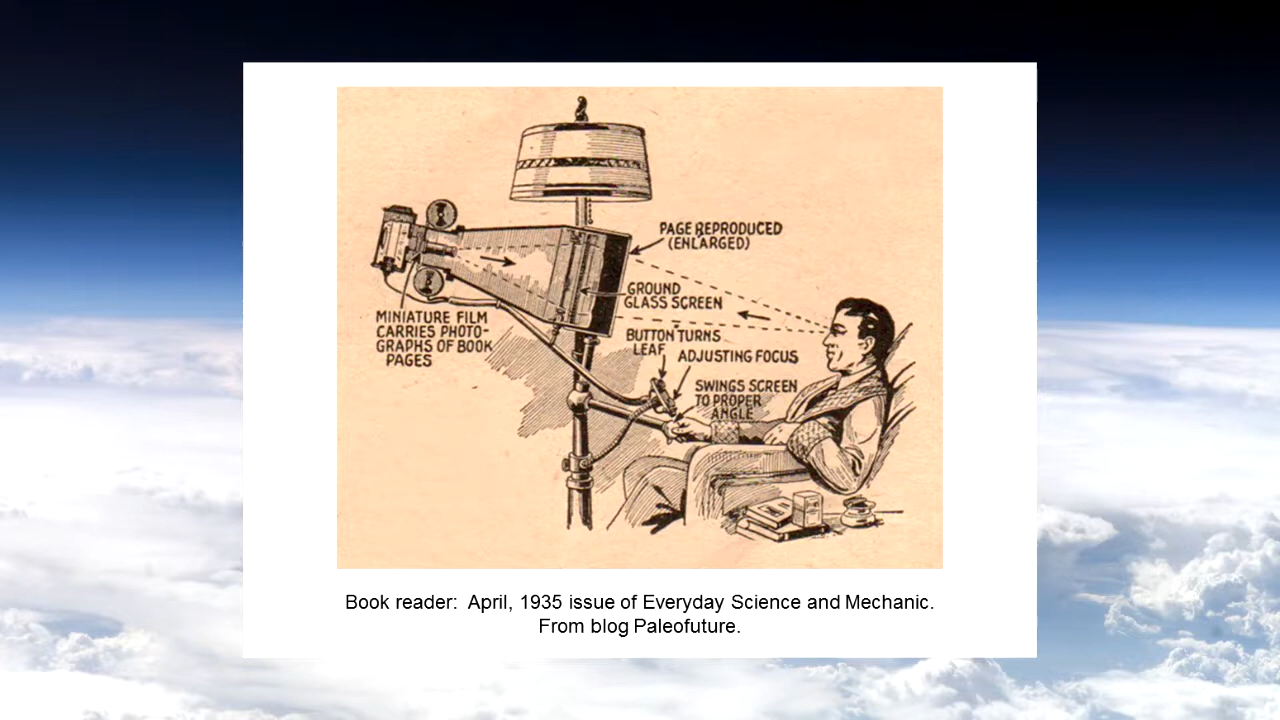 PAGE REPRODUCED
(ENLARGED)
GROUND
GLASS SCREEN
MINIATURE FILM
CARRIES PHOTO-
GRAPHS OF BOOK
PAGES
BUTTON TURNS
LEAF
ADJUSTING FOCUS
SWINGS SCREEN
TO PROPER
ANGLE
Book reader:  April, 1935 issue of Everyday Science and Mechanic.
From blog Paleofuture.